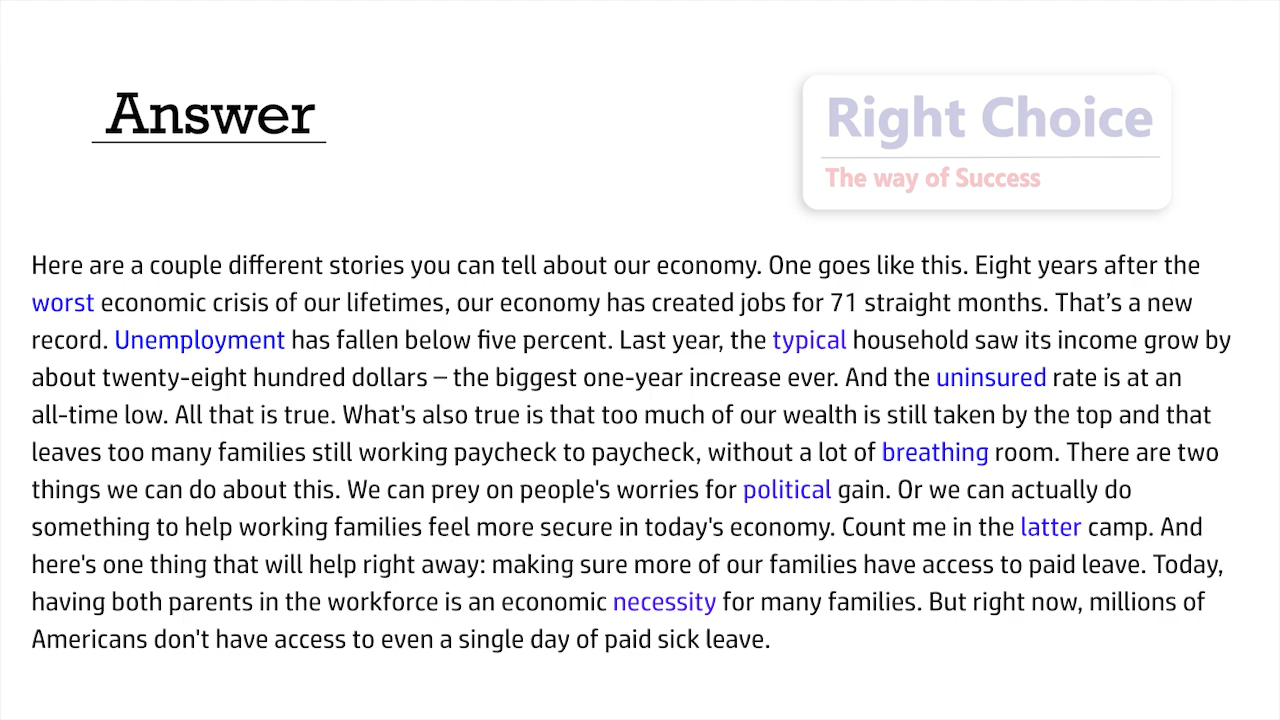 Answer
Right Choice
The way of Success
Here are a couple different stories you can tell about our economy. One goes like this. Eight years after the
worst economic crisis of our lifetimes, our economy has created jobs for 71 straight months. That’s a new
record. Unemployment has fallen below five percent. Last year, the typical household saw its income grow by
about twenty-eight hundred dollars – the biggest one-year increase ever. And the uninsured rate is at an
all-time low. All that is true. What's also true is that too much of our wealth is still taken by the top and that
leaves too many families still working paycheck to paycheck, without a lot of breathing room. There are two
things we can do about this. We can prey on people's worries for political gain. Or we can actually do
something to help working families feel more secure in today's economy. Count me in the latter camp. And
here's one thing that will help right away: making sure more of our families have access to paid leave. Today,
having both parents in the workforce is an economic necessity for many families. But right now, millions of
Americans don't have access to even a single day of paid sick leave.